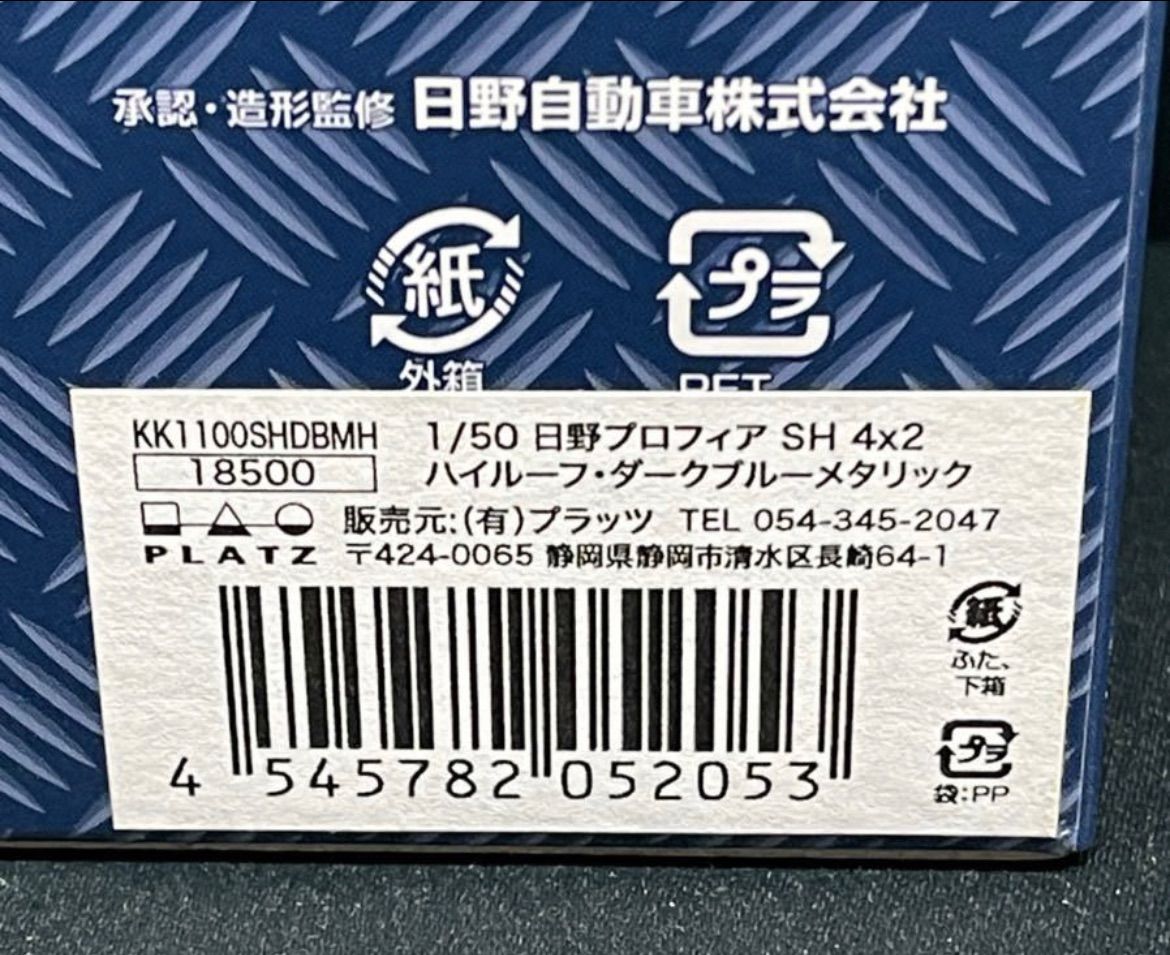 承認・造形監修 日野自動車株式会社
紙 プラ
外箱 PET
KK1100SHDBMH 1/50 日野プロフィア SH 4x2
18500 ハイルーフ・ダークブルーメタリック
販売元:(有)プラッツ TEL 054-345-2047
PLATZ 〒424-0065 静岡県静岡市清水区長崎64-1
紙
ふた、
下箱
プラ
袋:PP
4 545782 052053